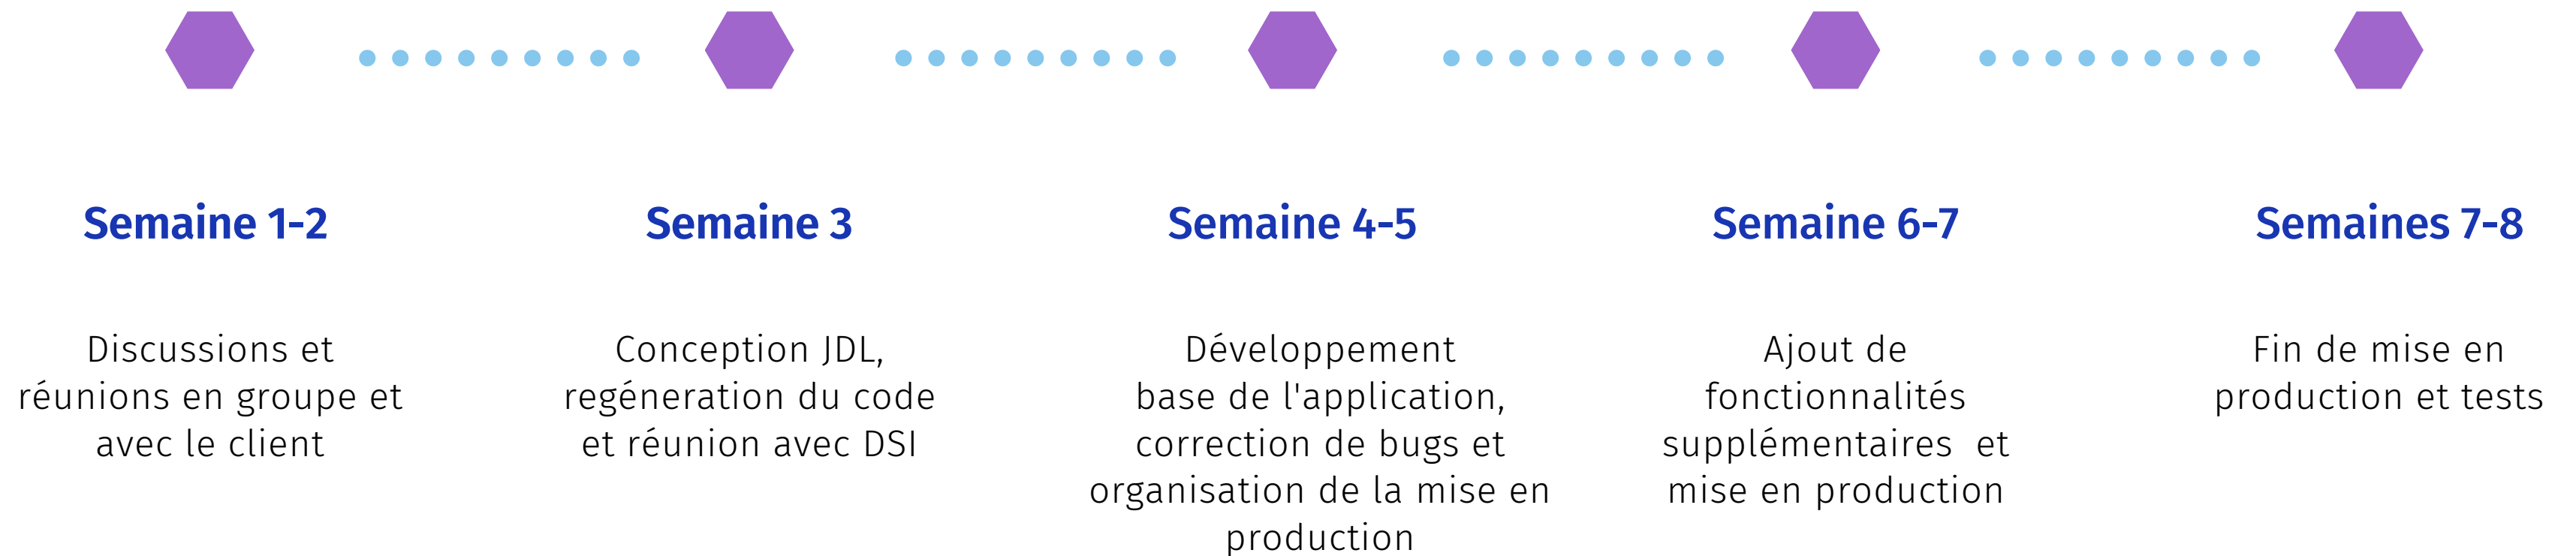 Semaine 1-2
Discussions et
réunions en groupe et
avec le client
Semaine 3
Conception JDL,
regéneration du code
et réunion avec DSI
Semaine 4-5
Développement
base de l'application,
correction de bugs et
organisation de la mise en
production
Semaine 6-7
Ajout de
fonctionnalités
supplémentaires  et
mise en production
Semaines 7-8
Fin de mise en
production et tests